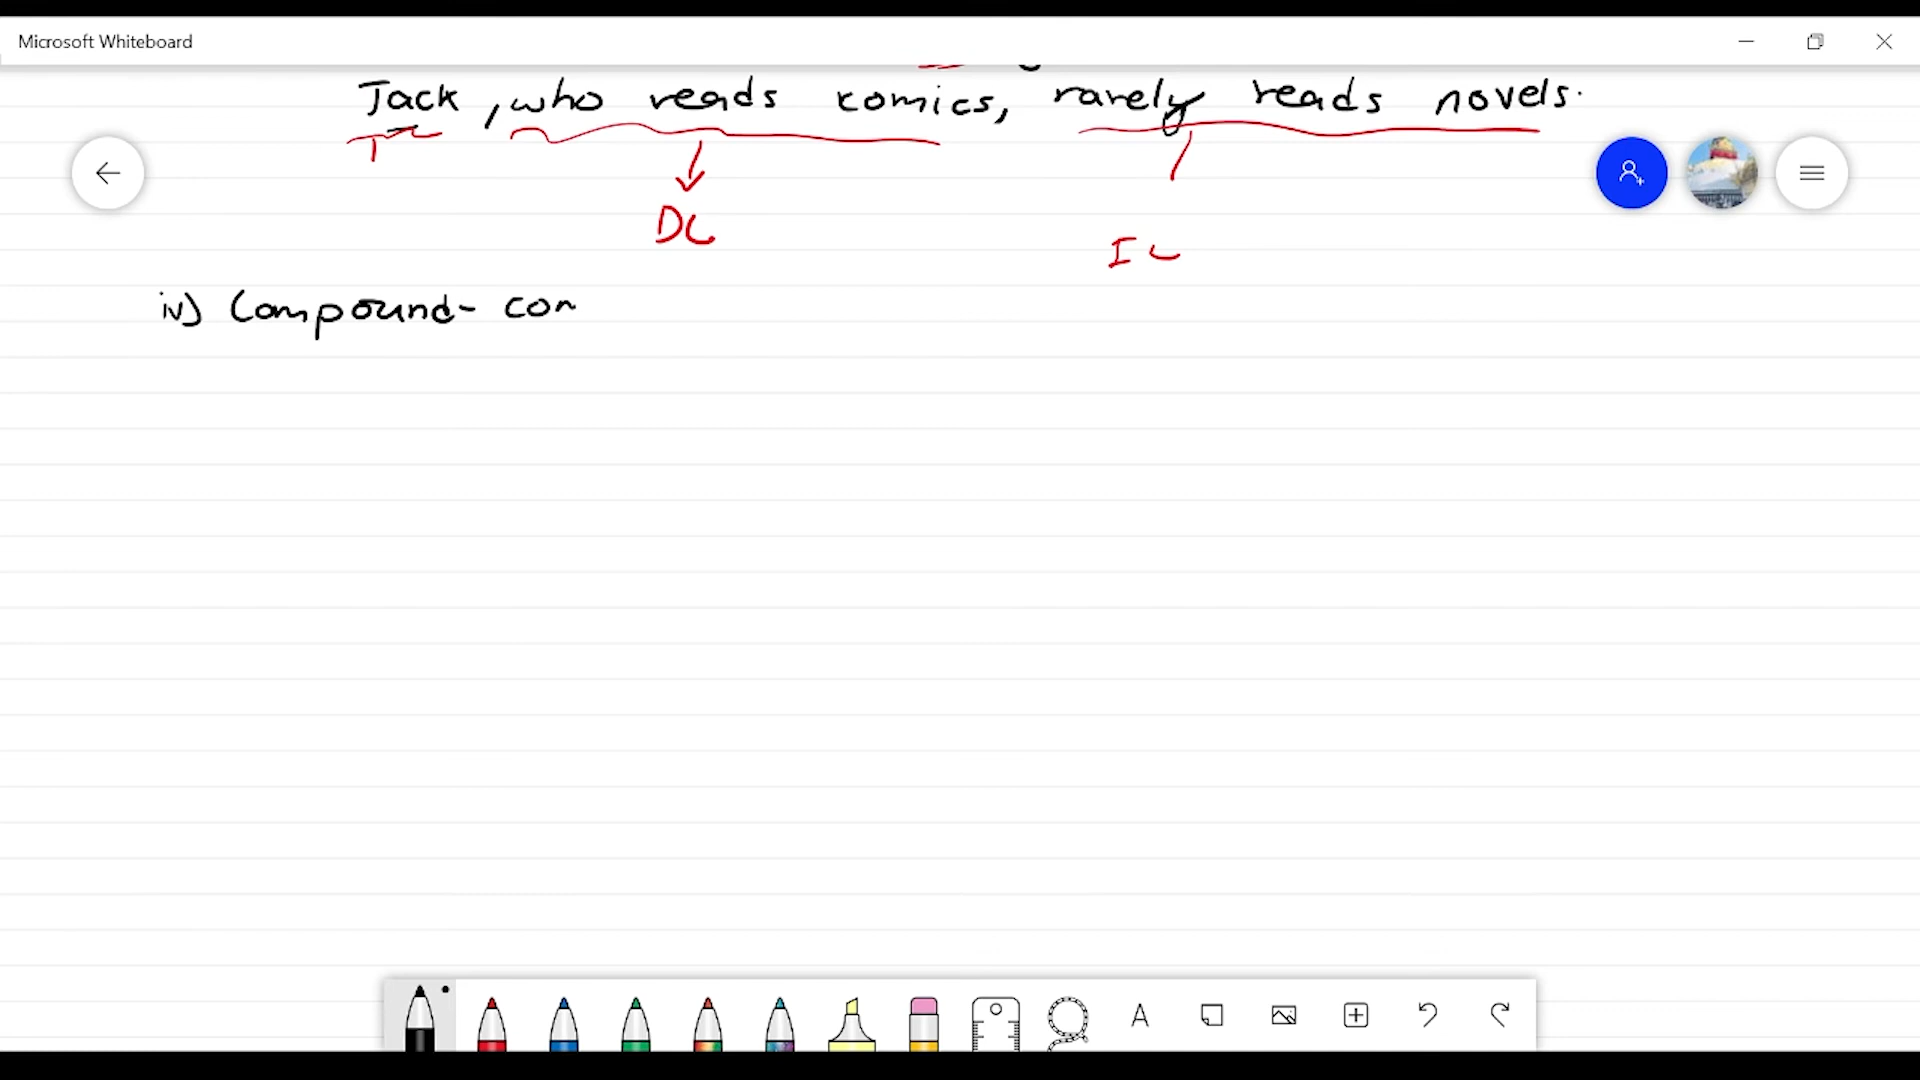 Microsoft Whiteboard
Jack, who reads comics, rarely reads novels.
DC
IC
iv) Compound- com